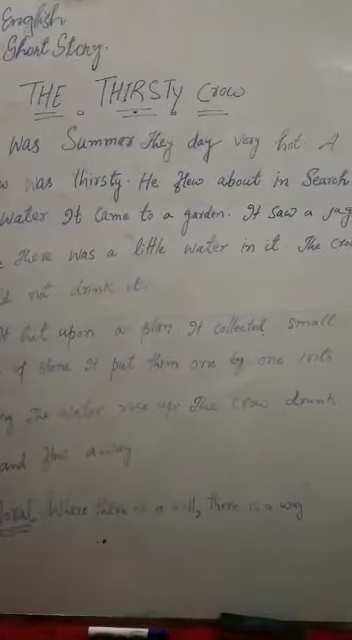 English
Short Story.
THE THIRSTY Crow
Was Summer They day very hot. A
was thirsty. He flew about in Search
water It Came to a garden. It saw a jug
There was a little water in it. The crow
not drink it.
hit upon a plan It collected small
of stone It put them one by one into
The water rose up. The crow drank
and flew away
Moral, Where there is a will, there is a way